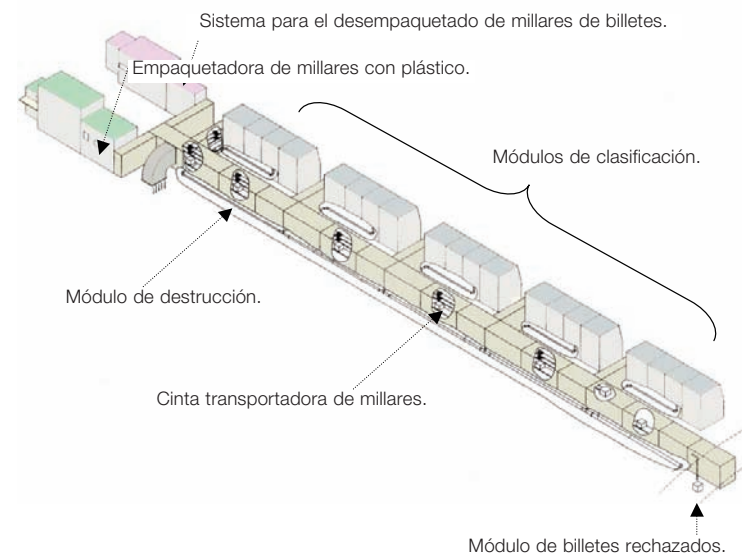 Sistema para el desempaquetado de millares de billetes.
Empaquetadora de millares con plástico.
Módulos de clasificación.
Módulo de destrucción.
Cinta transportadora de millares.
Módulo de billetes rechazados.